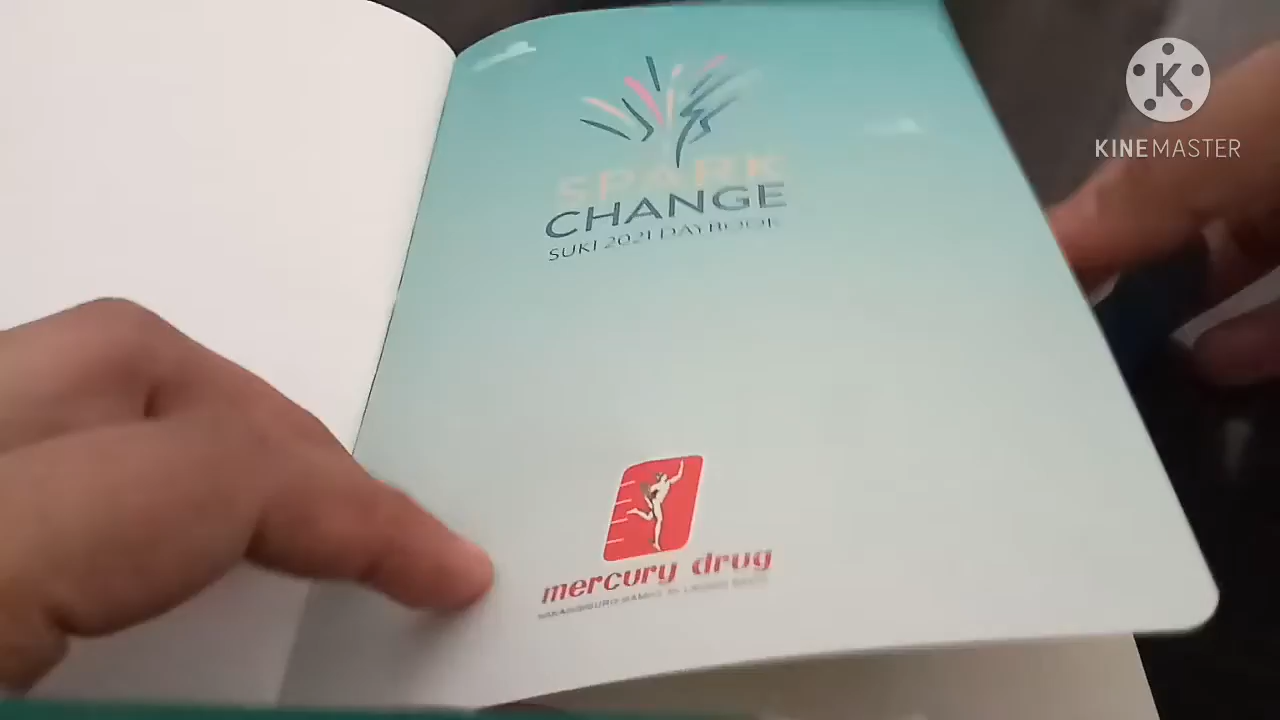 SPARK
CHANGE
SUKI 2021 DAYBOOK
mercury drug
K
KINEMASTER